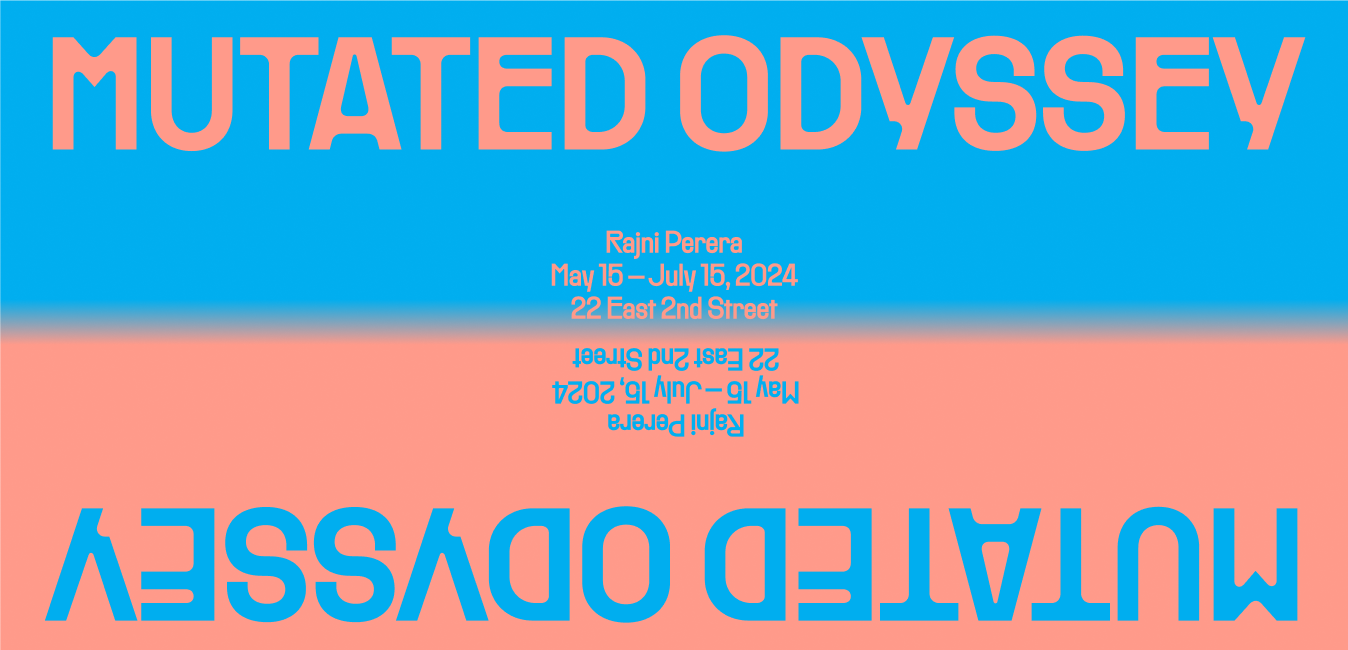 MUTATED ODYSSEY
Rajni Perera
May 15 – July 15, 2024
22 East 2nd Street
22 East 2nd Street
May 15 – July 15, 2024
Rajni Perera
MUTATED ODYSSEY